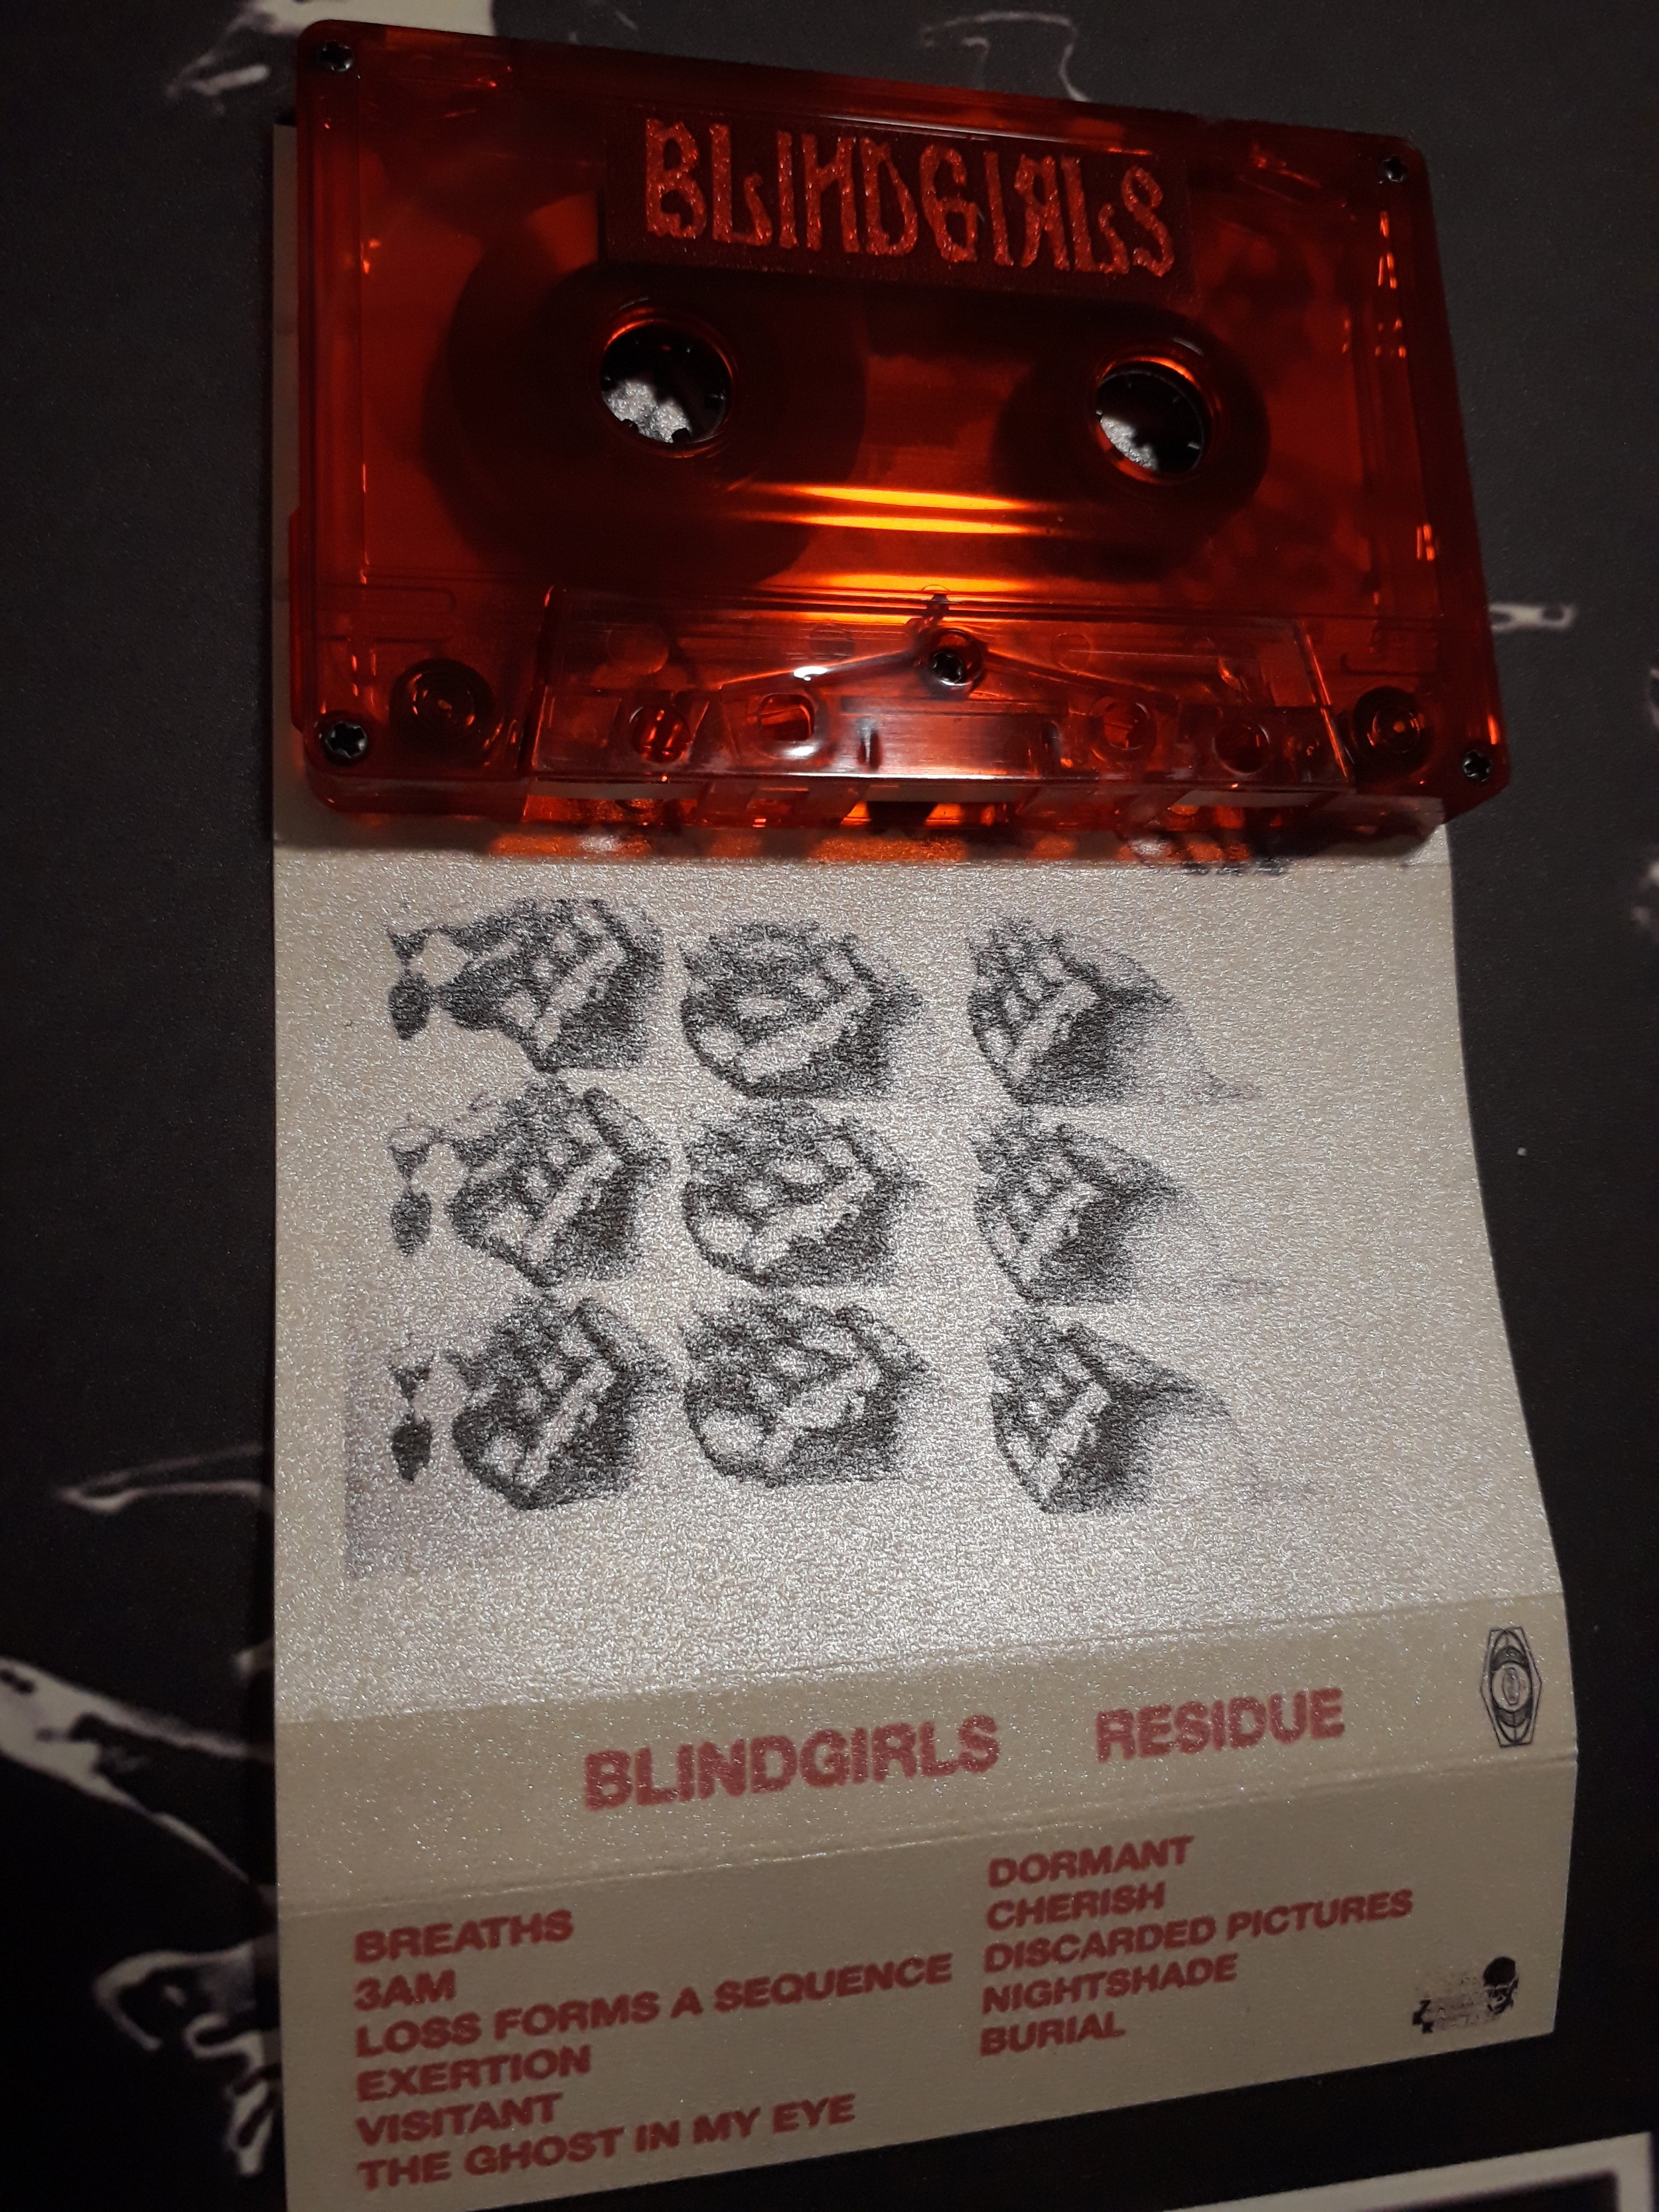 BLINDGIRLS
BLINDGIRLS RESIDUE
BREATHS
3AM
LOSS FORMS A SEQUENCE
EXERTION
VISITANT
THE GHOST IN MY EYE
DORMANT
CHERISH
DISCARDED PICTURES
NIGHTSHADE
BURIAL